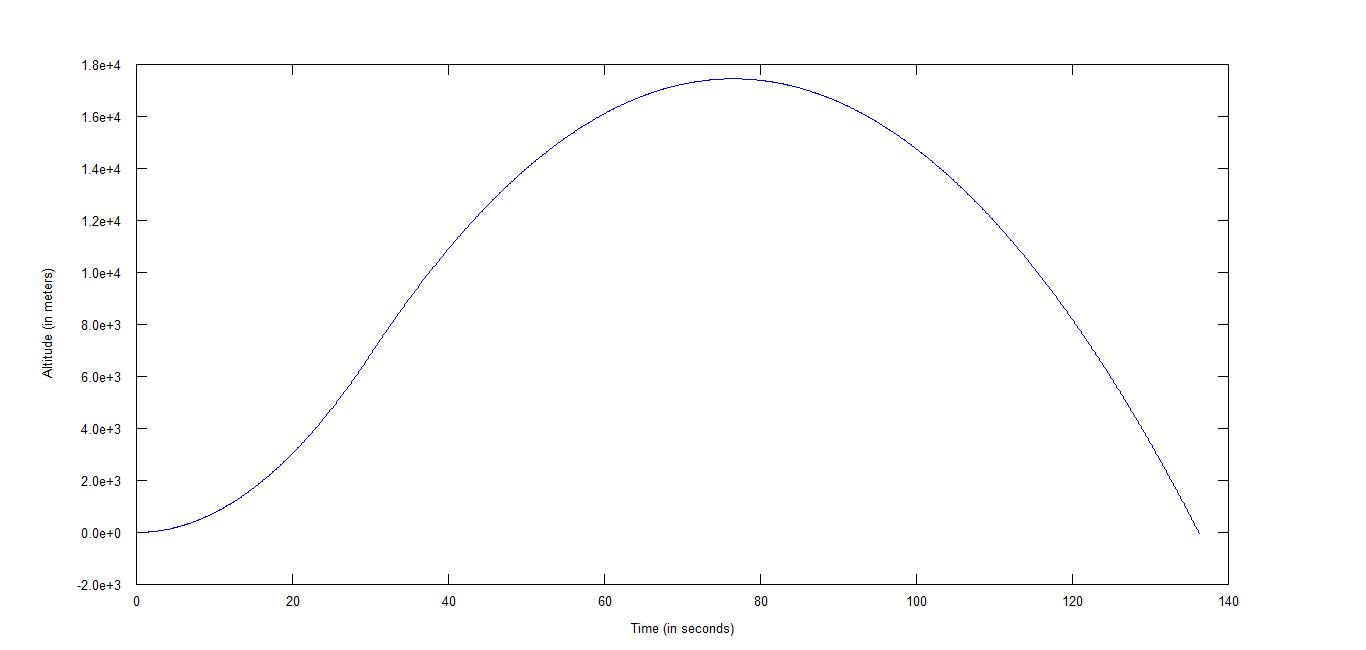 1.8e+4
1.6e+4
1.4e+4
1.2e+4
Altitude (in meters)
1.0e+4
8.0e+3
6.0e+3
4.0e+3
2.0e+3
0.0e+0
-2.0e+3
0 20 40 60 80 100 120 140
Time (in seconds)